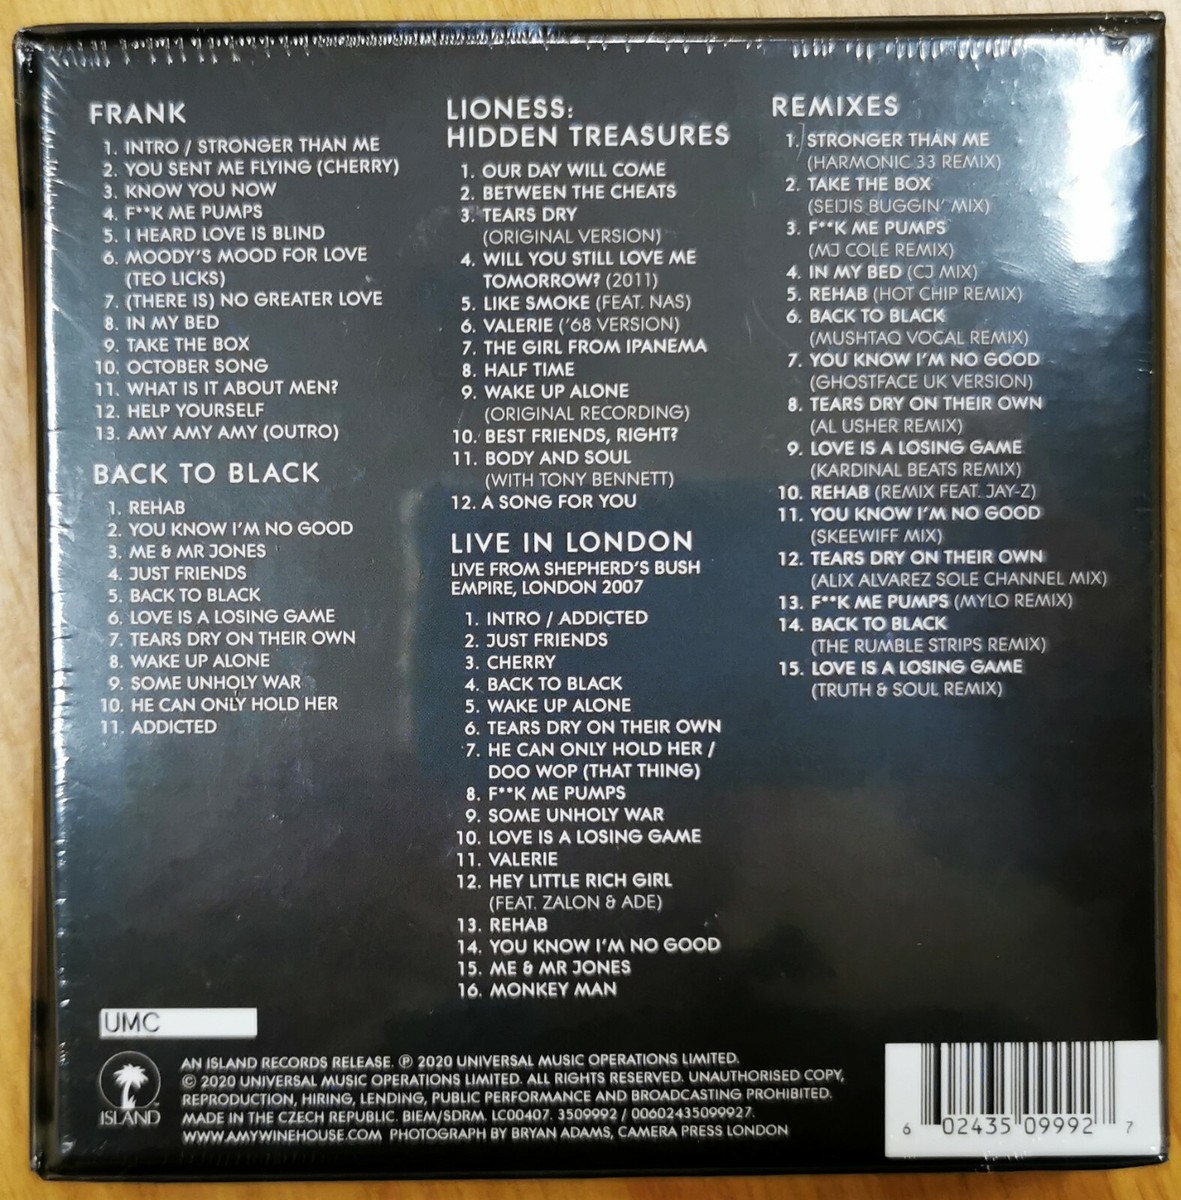 FRANK
1. INTRO / STRONGER THAN ME
2. YOU SENT ME FLYING (CHERRY)
3. KNOW YOU NOW
4. F**K ME PUMPS
5. I HEARD LOVE IS BLIND
6. MOODY'S MOOD FOR LOVE
(TEO LICKS)
7. (THERE IS) NO GREATER LOVE
8. IN MY BED
9. TAKE THE BOX
10. OCTOBER SONG
11. WHAT IS IT ABOUT MEN?
12. HELP YOURSELF
13. AMY AMY AMY (OUTRO)
BACK TO BLACK
1. REHAB
2. YOU KNOW I'M NO GOOD
3. ME & MR JONES
4. JUST FRIENDS
5. BACK TO BLACK
6. LOVE IS A LOSING GAME
7. TEARS DRY ON THEIR OWN
8. WAKE UP ALONE
9. SOME UNHOLY WAR
10. HE CAN ONLY HOLD HER
11. ADDICTED
LIONESS:
HIDDEN TREASURES
1. OUR DAY WILL COME
2. BETWEEN THE CHEATS
3. TEARS DRY
(ORIGINAL VERSION)
4. WILL YOU STILL LOVE ME
TOMORROW? (2011)
5. LIKE SMOKE (FEAT. NAS)
6. VALERIE ('68 VERSION)
7. THE GIRL FROM IPANEMA
8. HALF TIME
9. WAKE UP ALONE
(ORIGINAL RECORDING)
10. BEST FRIENDS, RIGHT?
11. BODY AND SOUL
(WITH TONY BENNETT)
12. A SONG FOR YOU
LIVE IN LONDON
LIVE FROM SHEPHERD'S BUSH
EMPIRE, LONDON 2007
1. INTRO / ADDICTED
2. JUST FRIENDS
3. CHERRY
4. BACK TO BLACK
5. WAKE UP ALONE
6. TEARS DRY ON THEIR OWN
7. HE CAN ONLY HOLD HER /
DOO WOP (THAT THING)
8. F**K ME PUMPS
9. SOME UNHOLY WAR
10. LOVE IS A LOSING GAME
11. VALERIE
12. HEY LITTLE RICH GIRL
(FEAT. ZALON & ADE)
13. REHAB
14. YOU KNOW I'M NO GOOD
15. ME & MR JONES
16. MONKEY MAN
REMIXES
1. STRONGER THAN ME
(HARMONIC 33 REMIX)
2. TAKE THE BOX
(SEIJIS BUGGIN' MIX)
3. F**K ME PUMPS
(MJ COLE REMIX)
4. IN MY BED (CJ MIX)
5. REHAB (HOT CHIP REMIX)
6. BACK TO BLACK
(MUSHTAQ VOCAL REMIX)
7. YOU KNOW I'M NO GOOD
(GHOSTFACE UK VERSION)
8. TEARS DRY ON THEIR OWN
(AL USHER REMIX)
9. LOVE IS A LOSING GAME
(KARDINAL BEATS REMIX)
10. REHAB (REMIX FEAT. JAY-Z)
11. YOU KNOW I'M NO GOOD
(SKEEWIFF MIX)
12. TEARS DRY ON THEIR OWN
(ALIX ALVAREZ SOLE CHANNEL MIX)
13. F**K ME PUMPS (MYLO REMIX)
14. BACK TO BLACK
(THE RUMBLE STRIPS REMIX)
15. LOVE IS A LOSING GAME
(TRUTH & SOUL REMIX)
UMC
ISLAND
AN ISLAND RECORDS RELEASE. ℗ 2020 UNIVERSAL MUSIC OPERATIONS LIMITED.
© 2020 UNIVERSAL MUSIC OPERATIONS LIMITED. ALL RIGHTS RESERVED. UNAUTHORISED COPY,
REPRODUCTION, HIRING, LENDING, PUBLIC PERFORMANCE AND BROADCASTING PROHIBITED.
MADE IN THE CZECH REPUBLIC. BIEM/SDRM. LC00407. 3509992 / 00602435099927.
WWW.AMYWINEHOUSE.COM PHOTOGRAPH BY BRYAN ADAMS, CAMERA PRESS LONDON
6 02435 09992 7